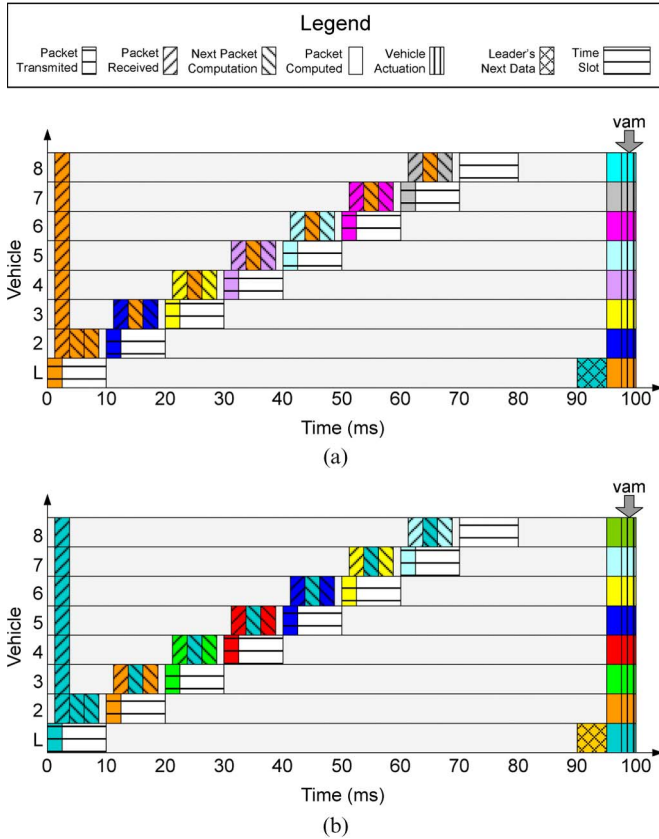 Legend
Packet Transmited
Packet Received
Next Packet Computation
Packet Computed
Vehicle Actuation
Leader's Next Data
Time Slot
vam
8
7
6
5
4
3
2
L
Vehicle
0 10 20 30 40 50 60 70 80 90 100
Time (ms)
(a)
vam
8
7
6
5
4
3
2
L
Vehicle
0 10 20 30 40 50 60 70 80 90 100
Time (ms)
(b)